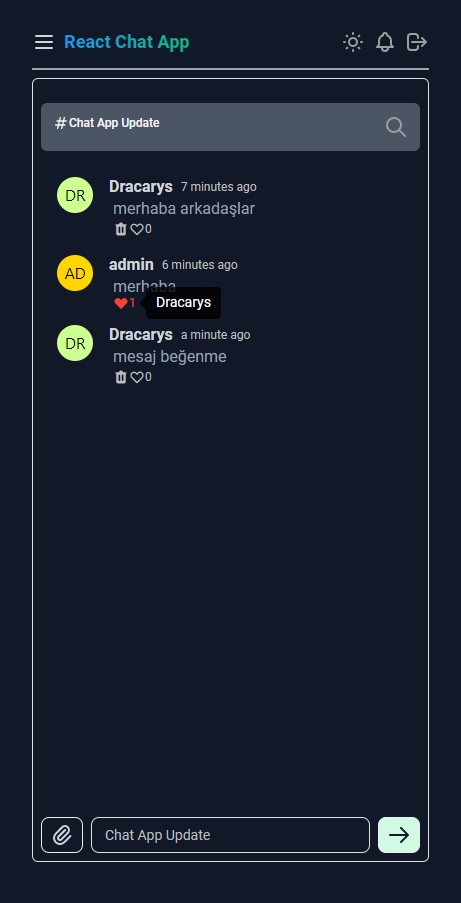 React Chat App
#Chat App Update
DR
Dracarys 7 minutes ago
merhaba arkadaşlar
0
AD
admin 6 minutes ago
merhaba
1 Dracarys
DR
Dracarys a minute ago
mesaj beğenme
0
Chat App Update